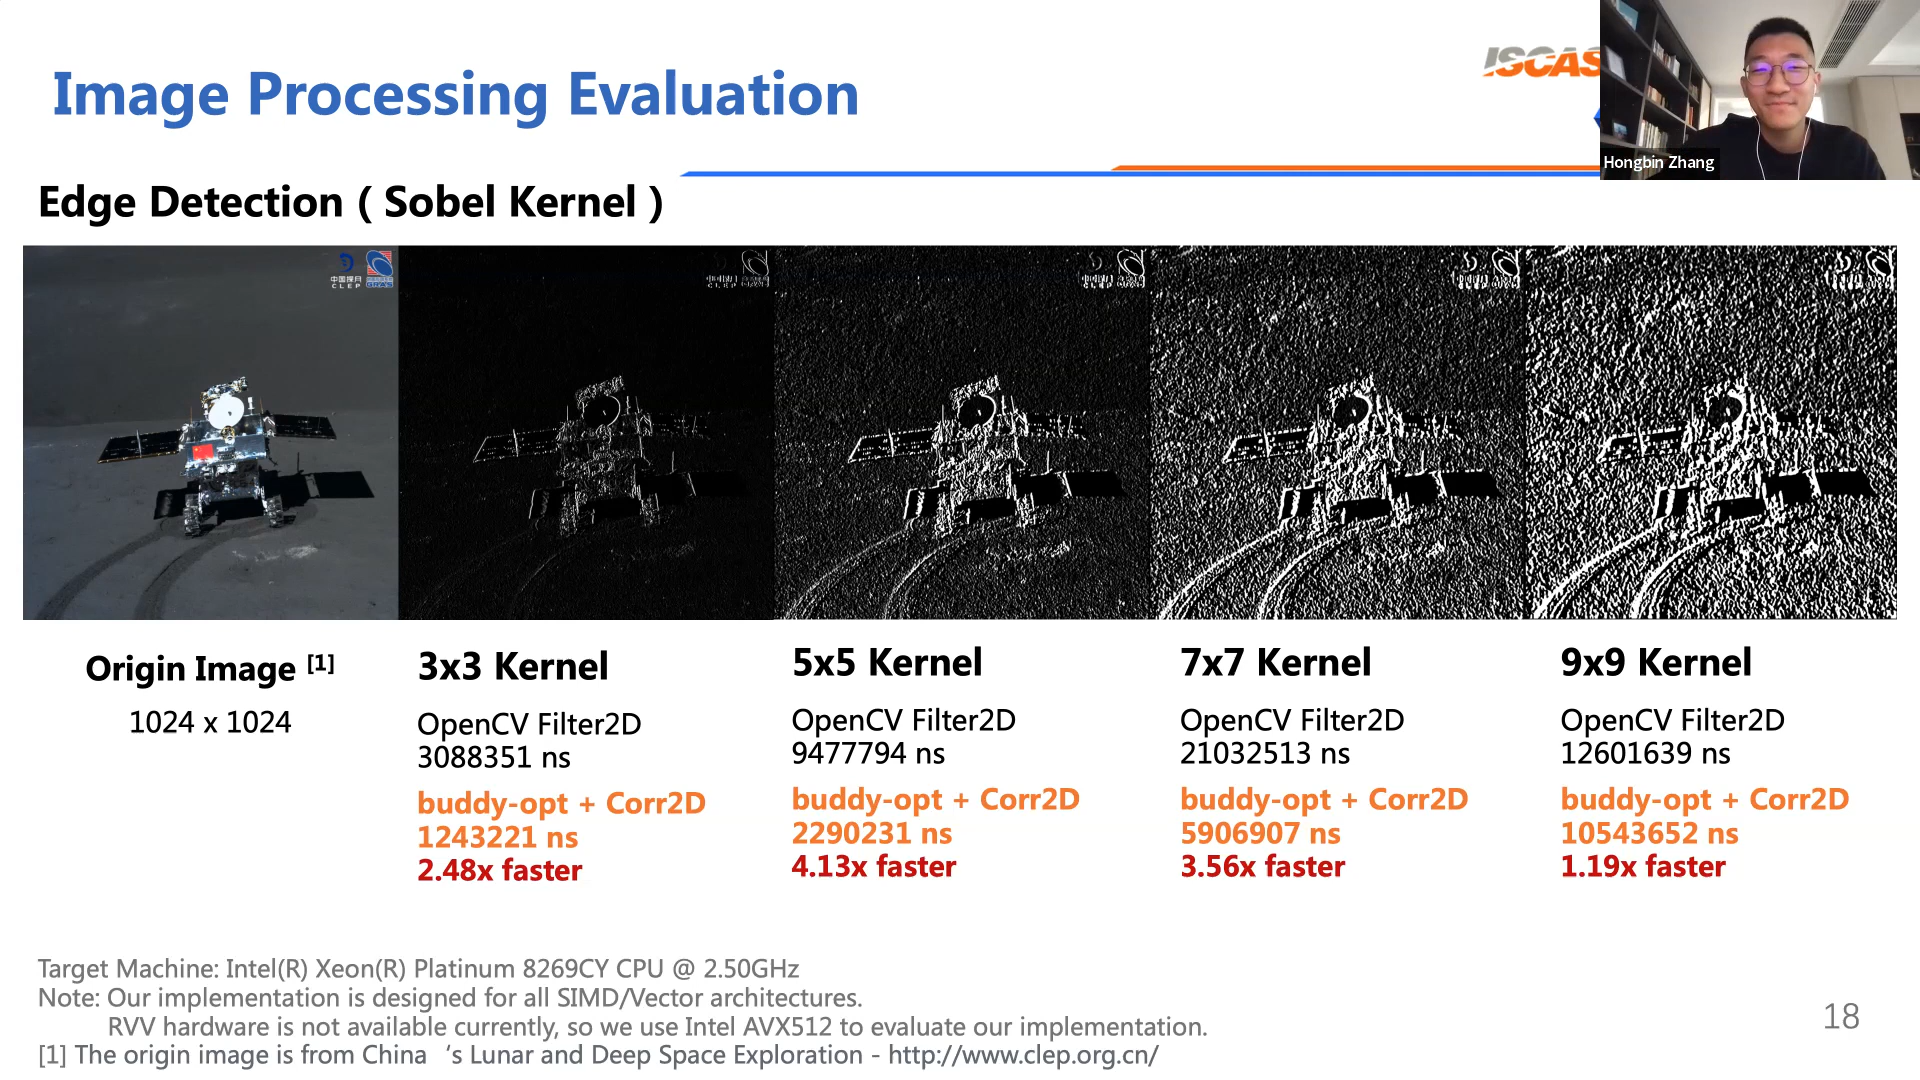 Image Processing Evaluation
ISCAS
Hongbin Zhang
Edge Detection ( Sobel Kernel )
中国探月
CLEP
GRAS
Origin Image [1]
1024 x 1024
3x3 Kernel
OpenCV Filter2D
3088351 ns
buddy-opt + Corr2D
1243221 ns
2.48x faster
5x5 Kernel
OpenCV Filter2D
9477794 ns
buddy-opt + Corr2D
2290231 ns
4.13x faster
7x7 Kernel
OpenCV Filter2D
21032513 ns
buddy-opt + Corr2D
5906907 ns
3.56x faster
9x9 Kernel
OpenCV Filter2D
12601639 ns
buddy-opt + Corr2D
10543652 ns
1.19x faster
Target Machine: Intel(R) Xeon(R) Platinum 8269CY CPU @ 2.50GHz
Note: Our implementation is designed for all SIMD/Vector architectures.
RVV hardware is not available currently, so we use Intel AVX512 to evaluate our implementation.
[1] The origin image is from China‘s Lunar and Deep Space Exploration - http://www.clep.org.cn/
18